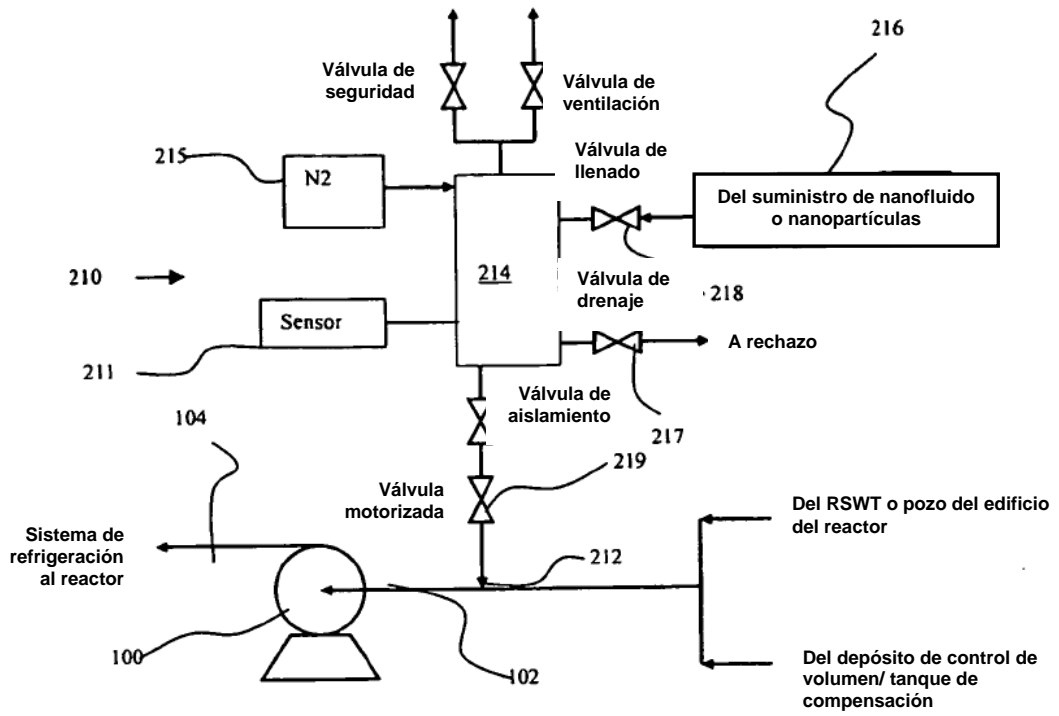 216
Válvula de
seguridad
Válvula de
ventilación
215
N2
Válvula de
llenado
Del suministro de nanofluido
o nanopartículas
210
214
Válvula de
drenaje
218
Sensor
A rechazo
211
Válvula de
aislamiento
217
104
219
Válvula
motorizada
Del RSWT o pozo del edificio
del reactor
Sistema de
refrigeración
al reactor
212
100
102
Del depósito de control de
volumen/ tanque de
compensación